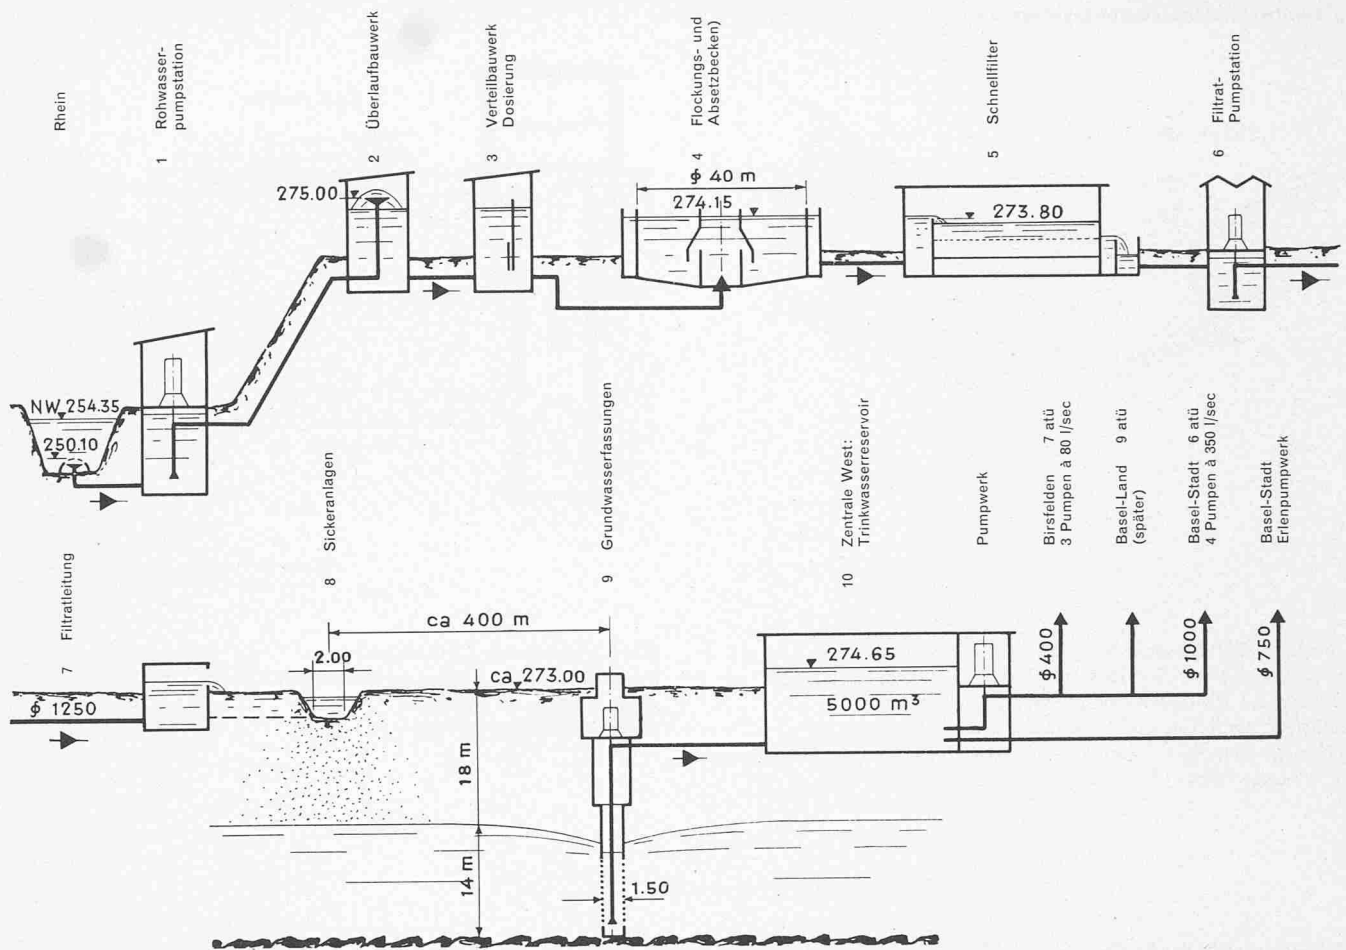 Rhein
1 Rohwasser-
pumpstation
2 Überlaufbauwerk
3 Verteilbauwerk
Dosierung
4 Flockungs- und
Absetzbecken)
5 Schnellfilter
6 Filtrat-
Pumpstation
275.00
ϕ 40 m
274.15
273.80
NW 254.35
250.10
7 Filtratleitung
8 Sickeranlagen
9 Grundwasserfassungen
10 Zentrale West:
Trinkwasserreservoir
Pumpwerk
Birsfelden 7 atü
3 Pumpen à 80 l/sec
Basel-Land 9 atü
(später)
Basel-Stadt 6 atü
4 Pumpen à 350 l/sec
Basel-Stadt
Erlenpumpwerk
ca 400 m
2.00
ca 273.00
ϕ 1250
18 m
14 m
1.50
274.65
5000 m³
ϕ 400
ϕ 1000
ϕ 750